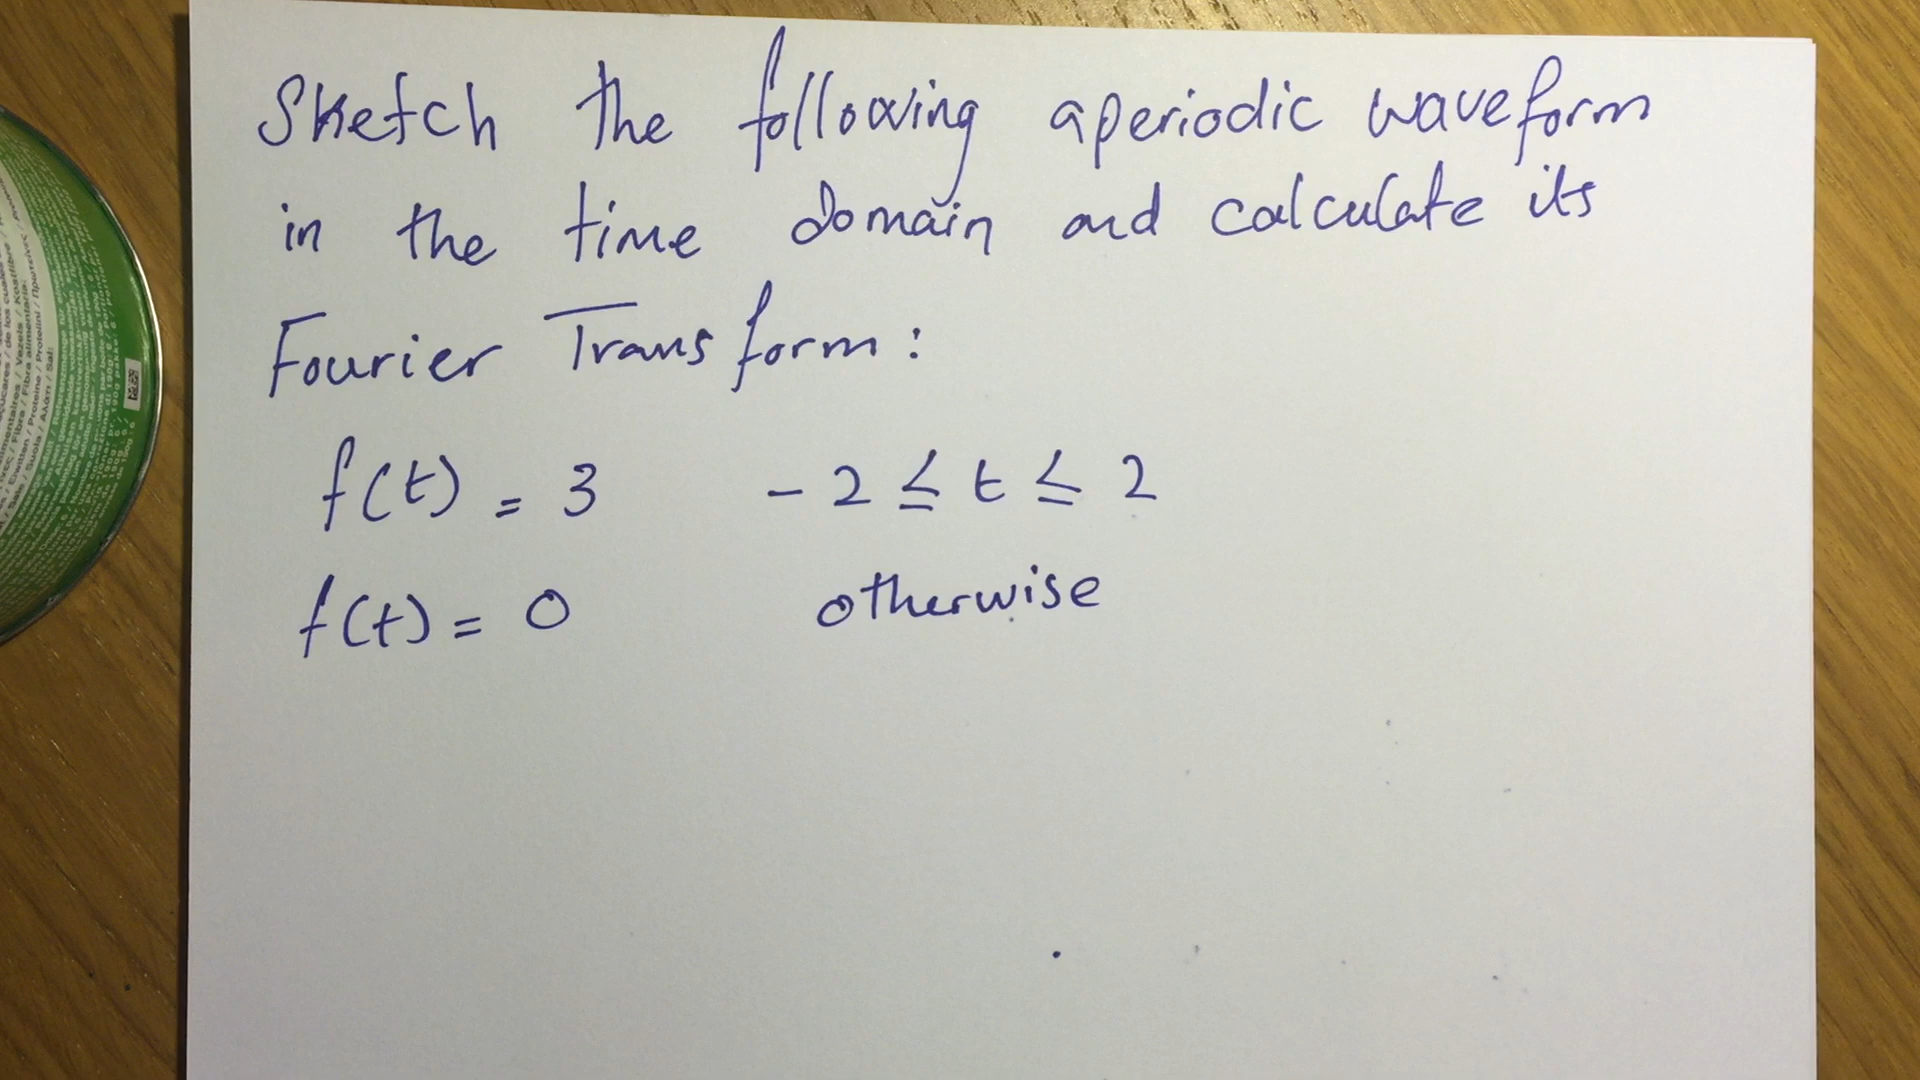 Sketch the following aperiodic waveform
in the time domain and calculate its
Fourier Transform:
f(t) = 3 -2 ≤ t ≤ 2
f(t) = 0 otherwise